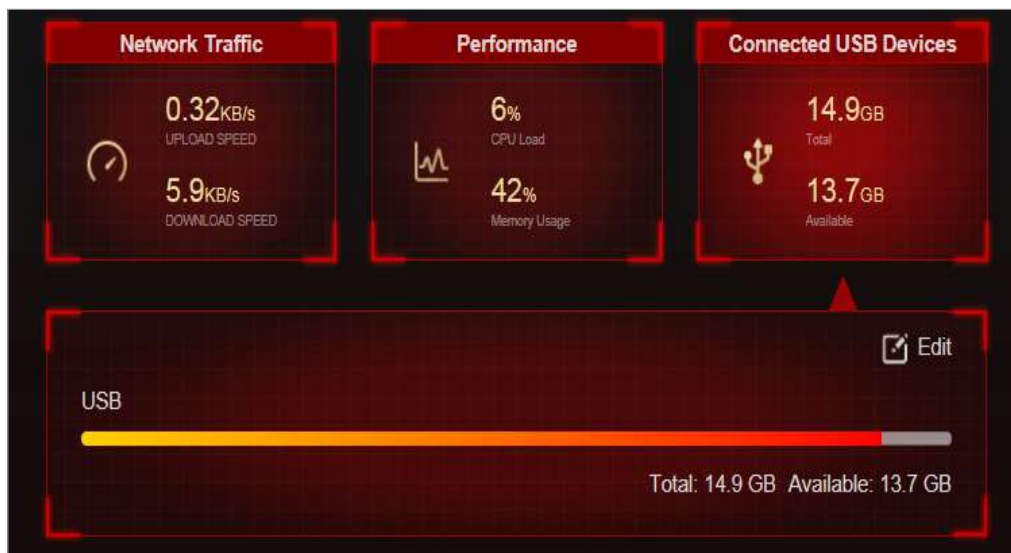 Network Traffic
0.32KB/s
UPLOAD SPEED
5.9KB/s
DOWNLOAD SPEED
Performance
6%
CPU Load
42%
Memory Usage
Connected USB Devices
14.9GB
Total
13.7GB
Available
Edit
USB
Total: 14.9 GB Available: 13.7 GB